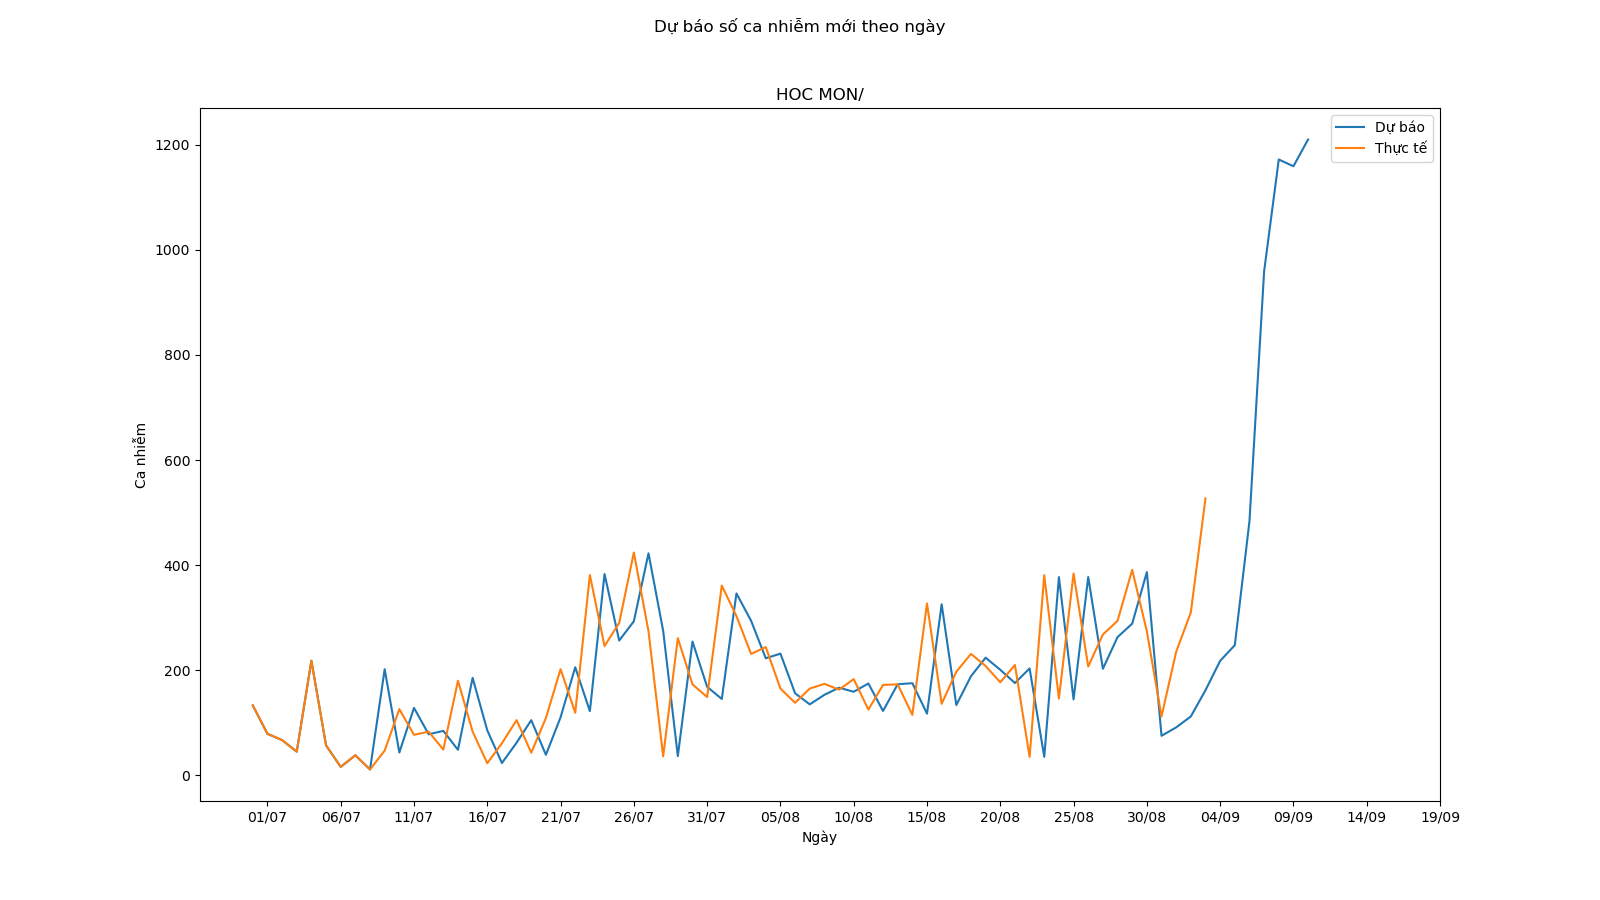 Dự báo số ca nhiễm mới theo ngày
HOC MON/
Dự báo
Thực tế
1200
1000
800
600
400
200
0
Ca nhiễm
01/07 06/07 11/07 16/07 21/07 26/07 31/07 05/08 10/08 15/08 20/08 25/08 30/08 04/09 09/09 14/09 19/09
Ngày